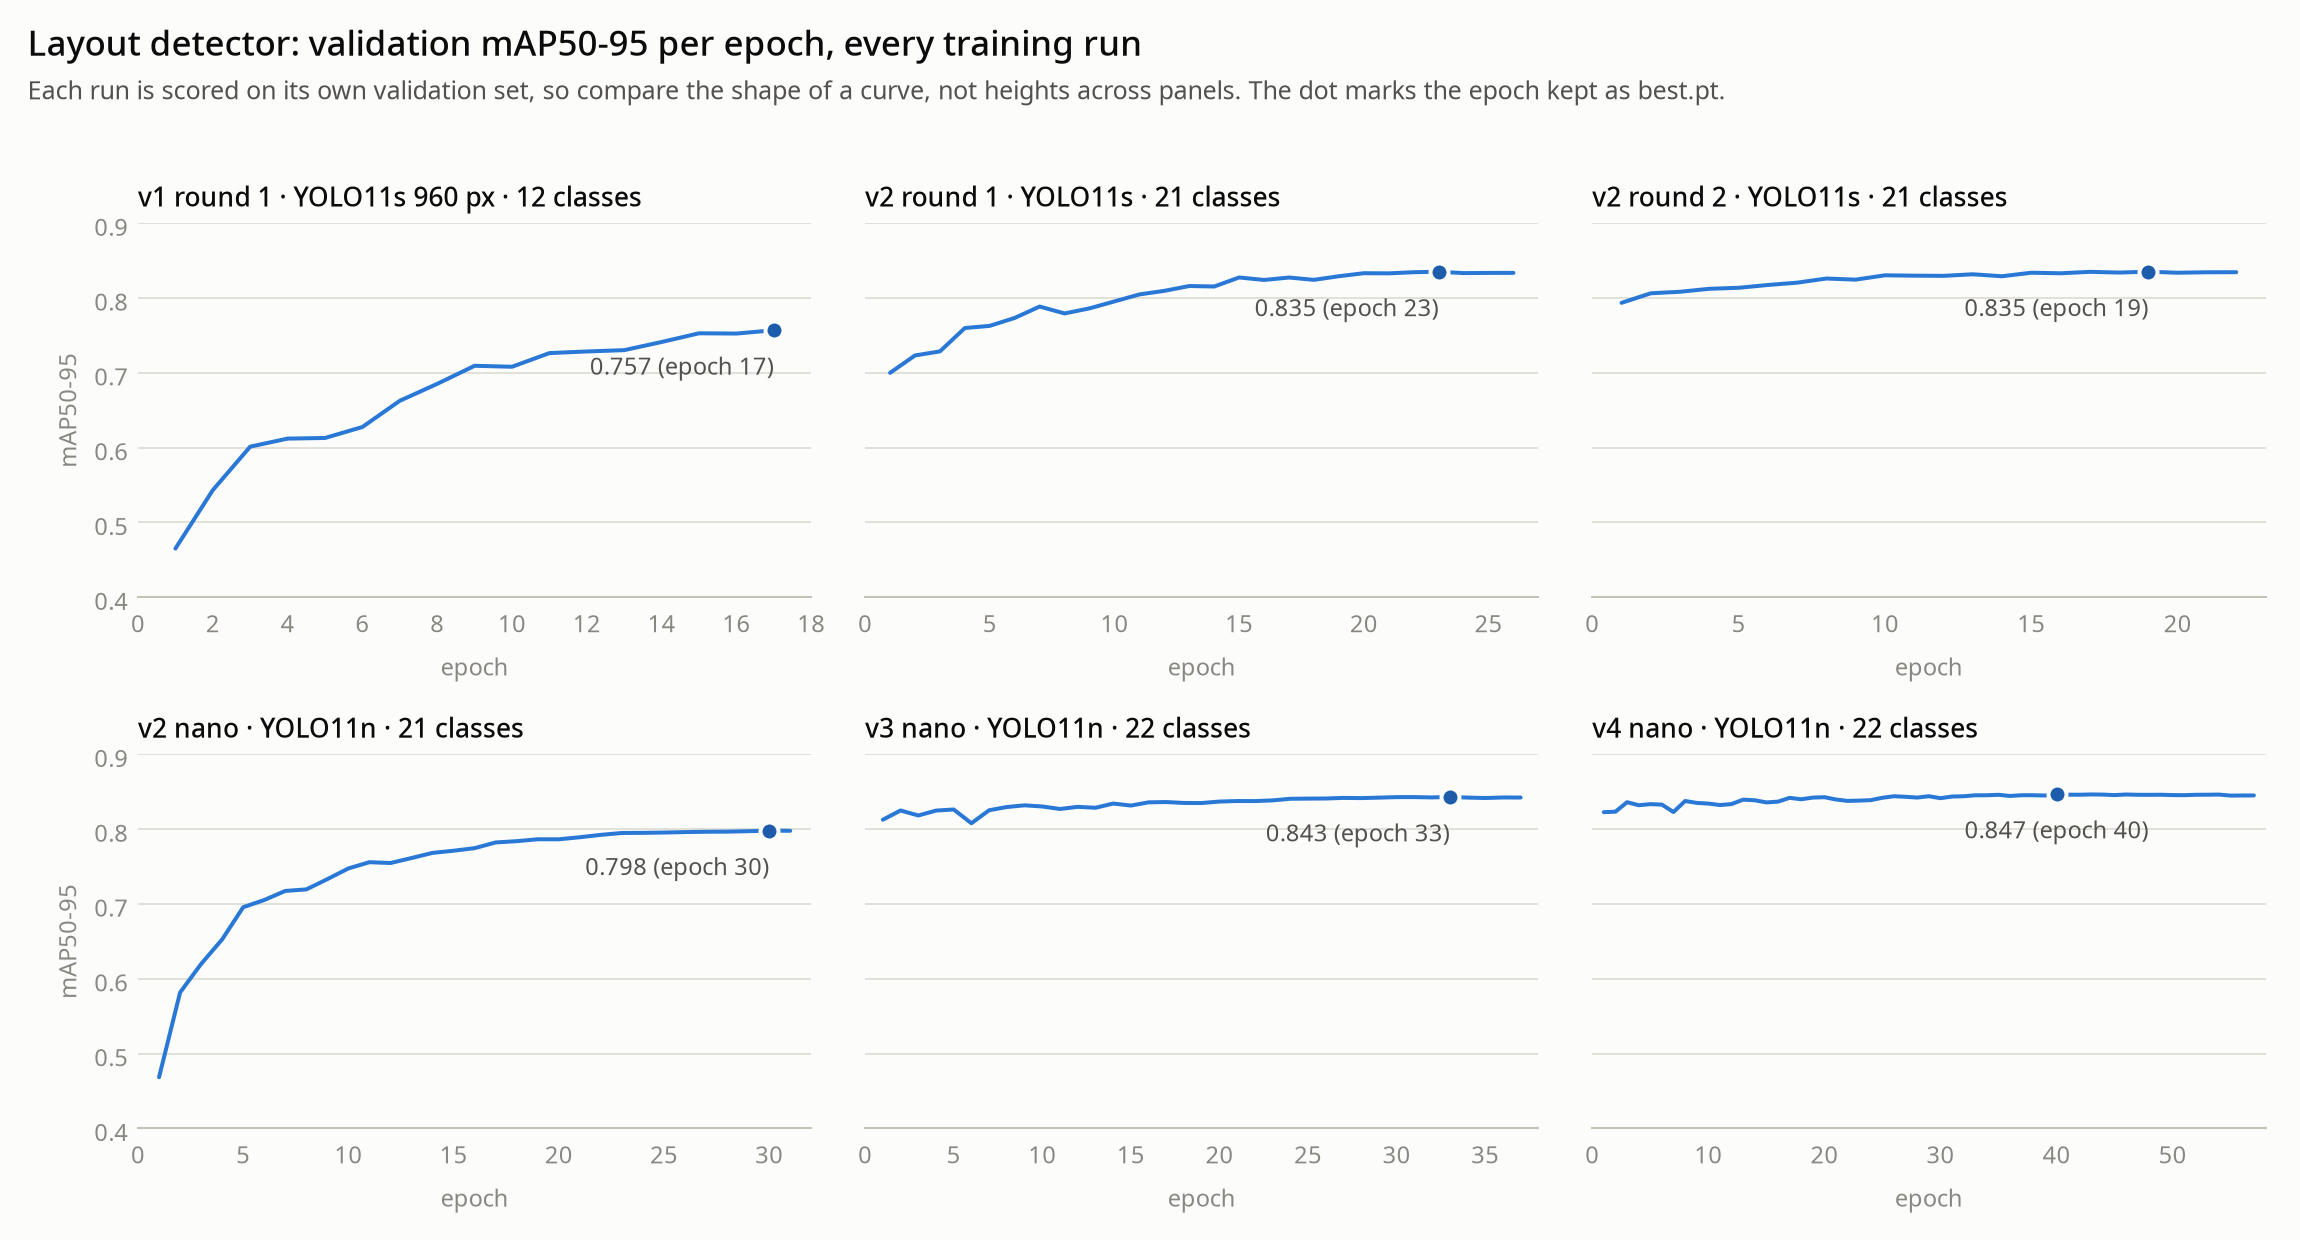 Layout detector: validation mAP50-95 per epoch, every training run
Each run is scored on its own validation set, so compare the shape of a curve, not heights across panels. The dot marks the epoch kept as best.pt.
v1 round 1 · YOLO11s 960 px · 12 classes
0.9
0.8
0.7
0.6
0.5
0.4
mAP50-95
0.757 (epoch 17)
0 2 4 6 8 10 12 14 16 18
epoch
v2 round 1 · YOLO11s · 21 classes
0.835 (epoch 23)
0 5 10 15 20 25
epoch
v2 round 2 · YOLO11s · 21 classes
0.835 (epoch 19)
0 5 10 15 20
epoch
v2 nano · YOLO11n · 21 classes
0.9
0.8
0.7
0.6
0.5
0.4
mAP50-95
0.798 (epoch 30)
0 5 10 15 20 25 30
epoch
v3 nano · YOLO11n · 22 classes
0.843 (epoch 33)
0 5 10 15 20 25 30 35
epoch
v4 nano · YOLO11n · 22 classes
0.847 (epoch 40)
0 10 20 30 40 50
epoch